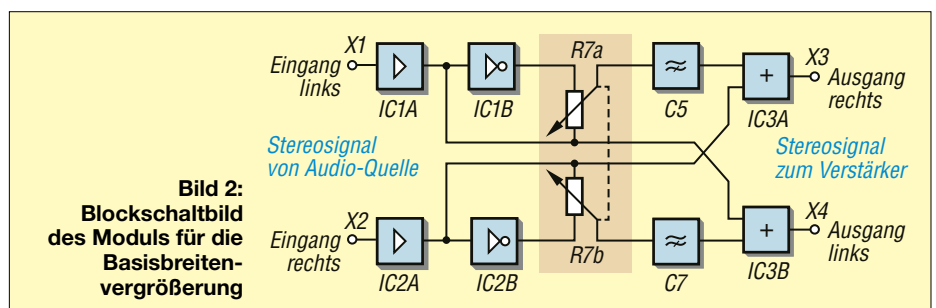 X1
Eingang
links
IC1A
IC1B
R7a
C5
IC3A
X3
Ausgang
rechts
Stereosignal
von Audio-Quelle
Stereosignal
zum Verstärker
Bild 2:
Blockschaltbild
des Moduls für die
Basisbreiten-
vergrößerung
X2
Eingang
rechts
IC2A
IC2B
R7b
C7
IC3B
X4
Ausgang
links
+
+